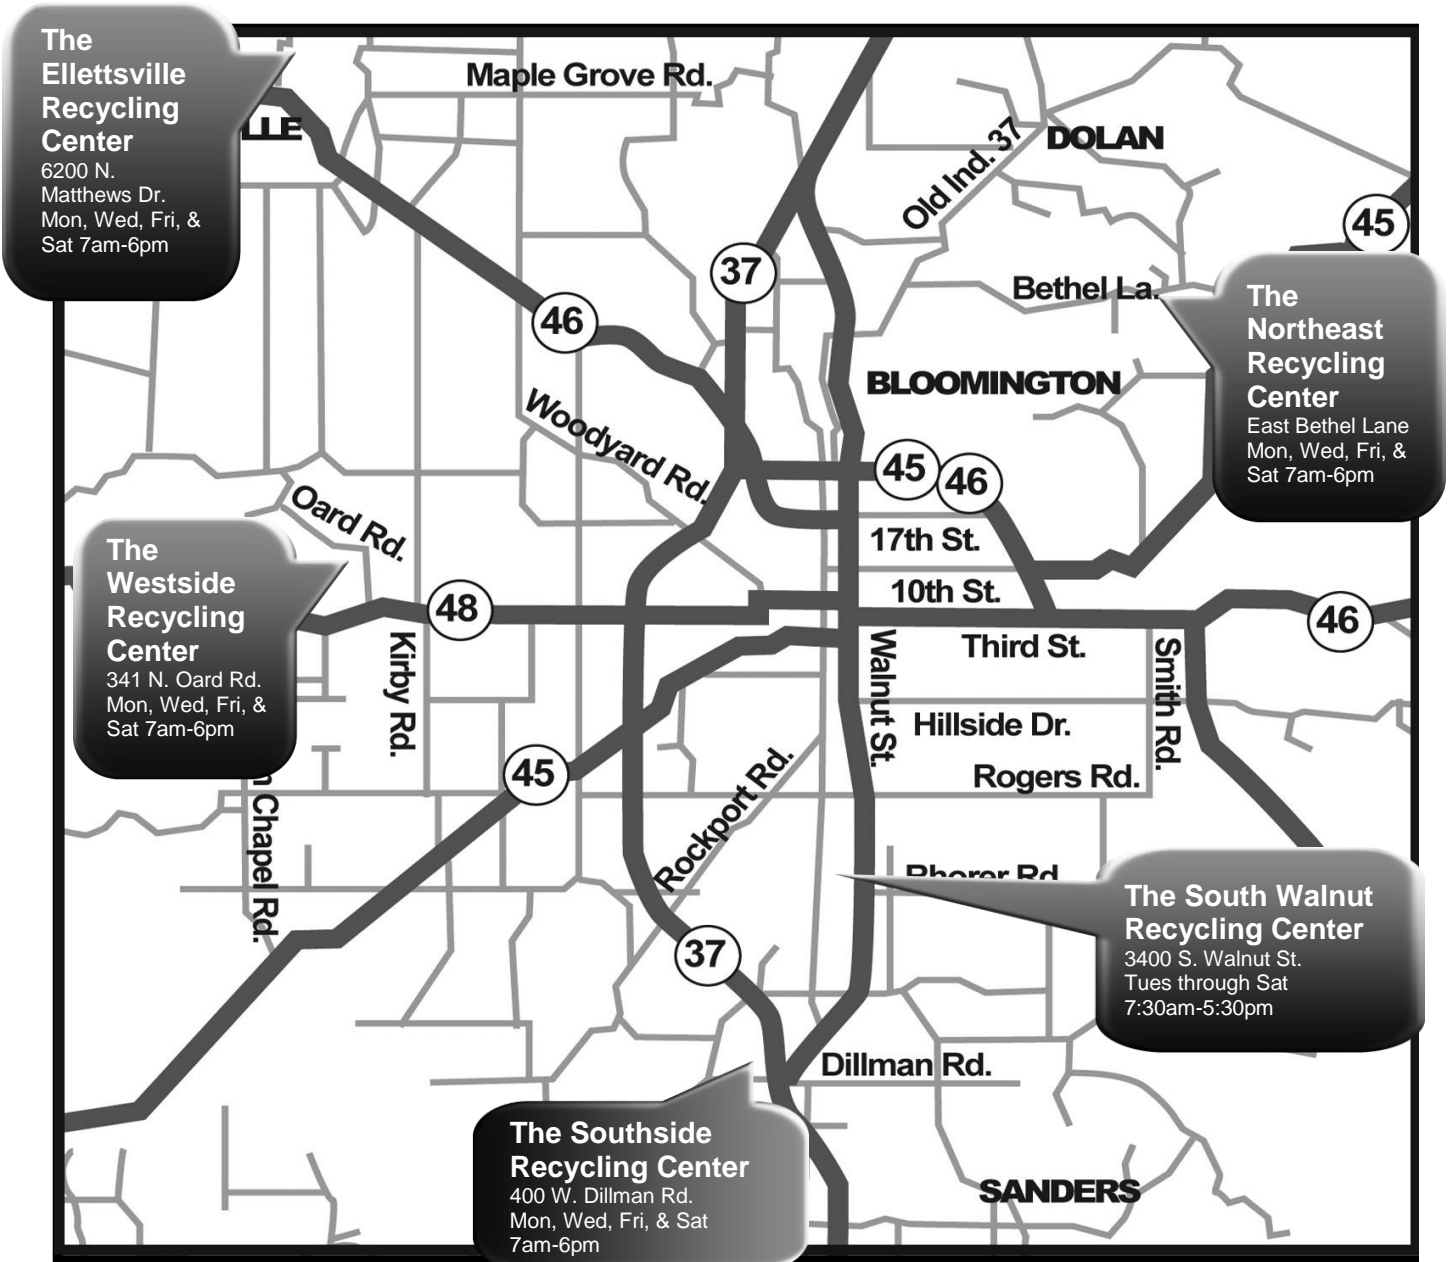 The
Ellettsville
Recycling
Center
6200 N.
Matthews Dr.
Mon, Wed, Fri, &
Sat 7am-6pm
LLE
Maple Grove Rd.
Old Ind. 37
DOLAN
45
37
Bethel La.
46
The
Northeast
Recycling
Center
East Bethel Lane
Mon, Wed, Fri, &
Sat 7am-6pm
BLOOMINGTON
Woodyard Rd.
45
46
Oard Rd.
17th St.
10th St.
The
Westside
Recycling
Center
341 N. Oard Rd.
Mon, Wed, Fri, &
Sat 7am-6pm
48
46
Kirby Rd.
Walnut St.
Third St.
Smith Rd.
Hillside Dr.
45
Rogers Rd.
Rockport Rd.
n Chapel Rd.
Rhorer Rd
The South Walnut
Recycling Center
3400 S. Walnut St.
Tues through Sat
7:30am-5:30pm
37
Dillman Rd.
The Southside
Recycling Center
400 W. Dillman Rd.
Mon, Wed, Fri, & Sat
7am-6pm
SANDERS